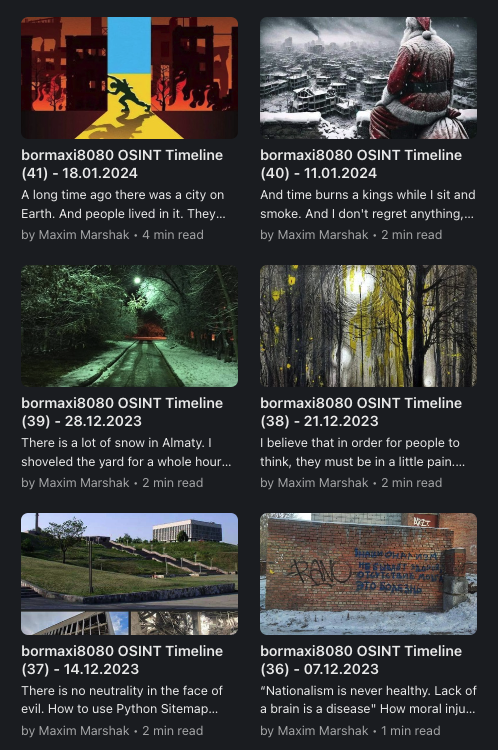 bormaxi8080 OSINT Timeline
(41) - 18.01.2024
A long time ago there was a city on
Earth. And people lived in it. They…
by Maxim Marshak • 4 min read
bormaxi8080 OSINT Timeline
(40) - 11.01.2024
And time burns a kings while I sit and
smoke. And I don't regret anything,…
by Maxim Marshak • 2 min read
bormaxi8080 OSINT Timeline
(39) - 28.12.2023
There is a lot of snow in Almaty. I
shoveled the yard for a whole hour…
by Maxim Marshak • 2 min read
bormaxi8080 OSINT Timeline
(38) - 21.12.2023
I believe that in order for people to
think, they must be in a little pain.…
by Maxim Marshak • 2 min read
bormaxi8080 OSINT Timeline
(37) - 14.12.2023
There is no neutrality in the face of
evil. How to use Python Sitemap…
by Maxim Marshak • 2 min read
bormaxi8080 OSINT Timeline
(36) - 07.12.2023
“Nationalism is never healthy. Lack of
a brain is a disease" How moral inju…
by Maxim Marshak • 1 min read